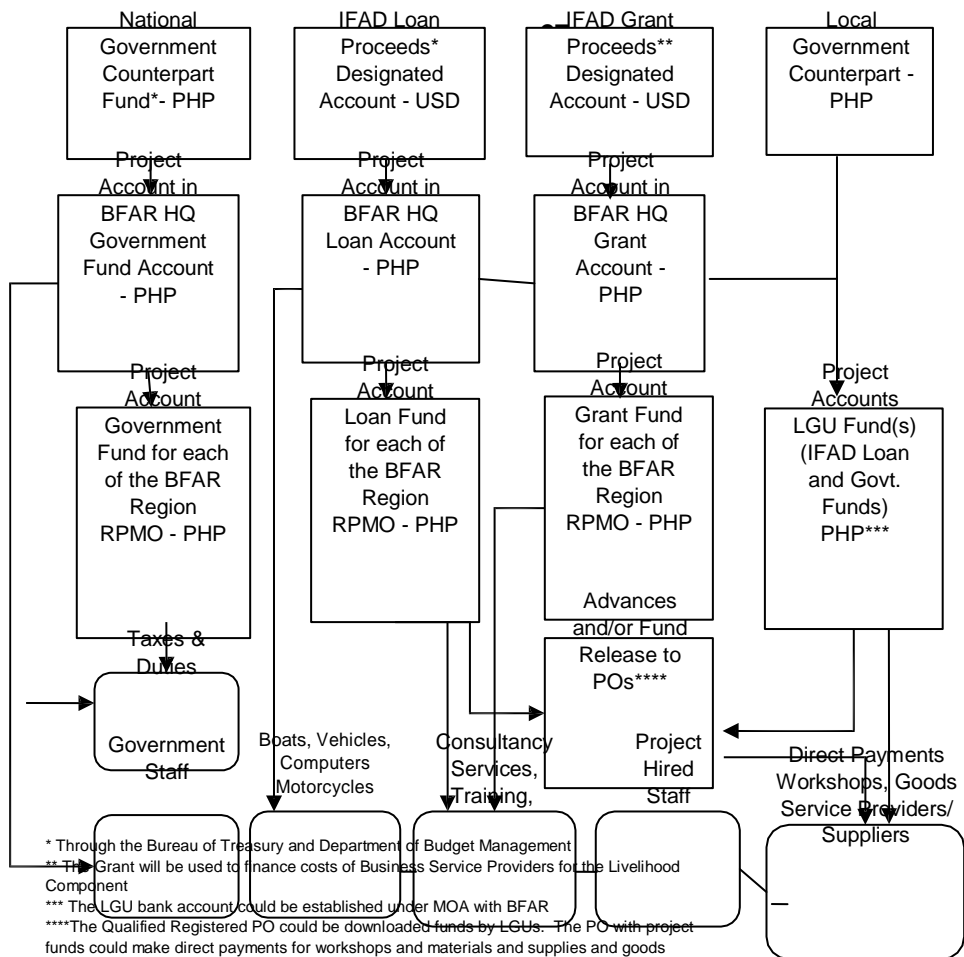 National
Government
Counterpart
Fund*- PHP
IFAD Loan
Proceeds*
Designated
Account - USD
IFAD Grant
Proceeds**
Designated
Account - USD
Local
Government
Counterpart -
PHP
Project
Account in
BFAR HQ
Government
Fund Account
- PHP
Project
Account in
BFAR HQ
Loan Account
- PHP
Project
Account in
BFAR HQ
Grant
Account -
PHP
Project
Account
Government
Fund for each
of the BFAR
Region
RPMO - PHP
Project
Account
Loan Fund
for each of
the BFAR
Region
RPMO - PHP
Project
Account
Grant Fund
for each of
the BFAR
Region
RPMO - PHP
Project
Accounts
LGU Fund(s)
(IFAD Loan
and Govt.
Funds)
PHP***
Taxes &
Duties
Advances
and/or Fund
Release to
POs****
Government
Staff
Boats, Vehicles,
Computers
Motorcycles
Consultancy
Services,
Training,
Project
Hired
Staff
Direct Payments
Workshops, Goods
Service Providers/
Suppliers
* Through the Bureau of Treasury and Department of Budget Management
** The Grant will be used to finance costs of Business Service Providers for the Livelihood
Component
*** The LGU bank account could be established under MOA with BFAR
****The Qualified Registered PO could be downloaded funds by LGUs. The PO with project
funds could make direct payments for workshops and materials and supplies and goods